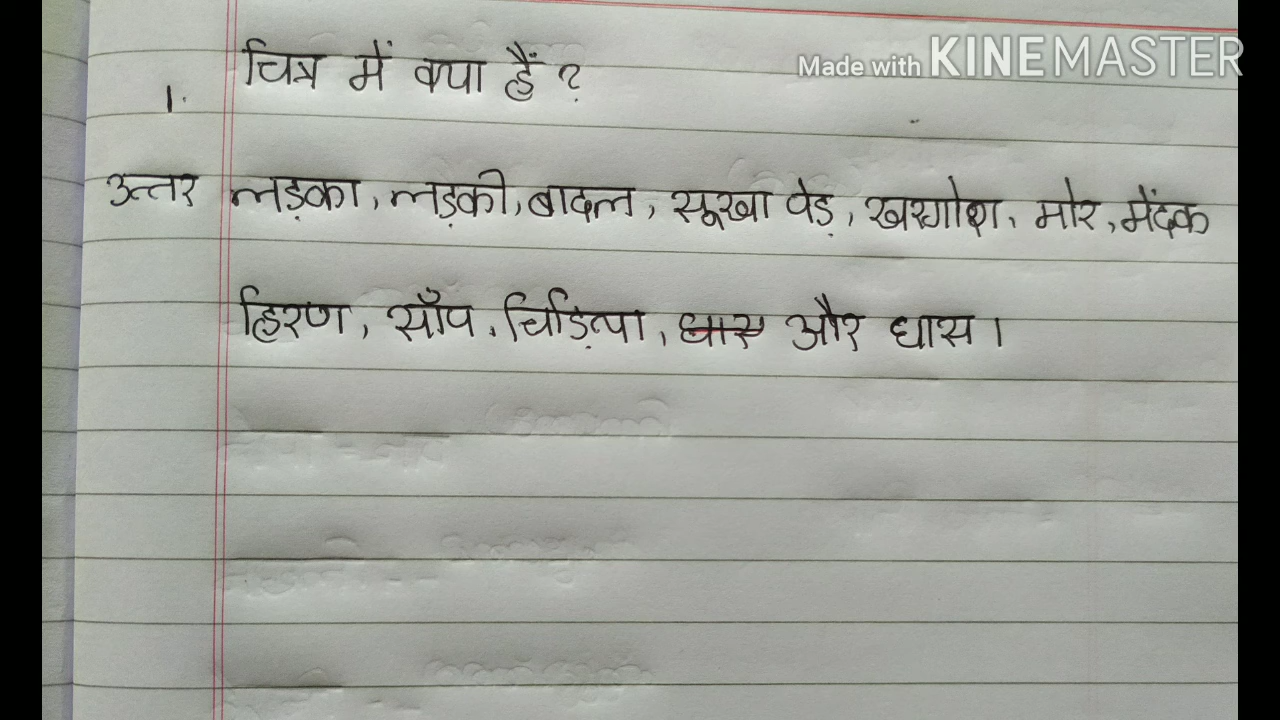 Made with KINEMASTER
1. चित्र में क्या हैं ?
उत्तर लड़का, लड़की, बादल, सूखा पेड़, खरगोश, मोर, मेंढक
हिरण, साँप, चिड़िया, घास और घास।